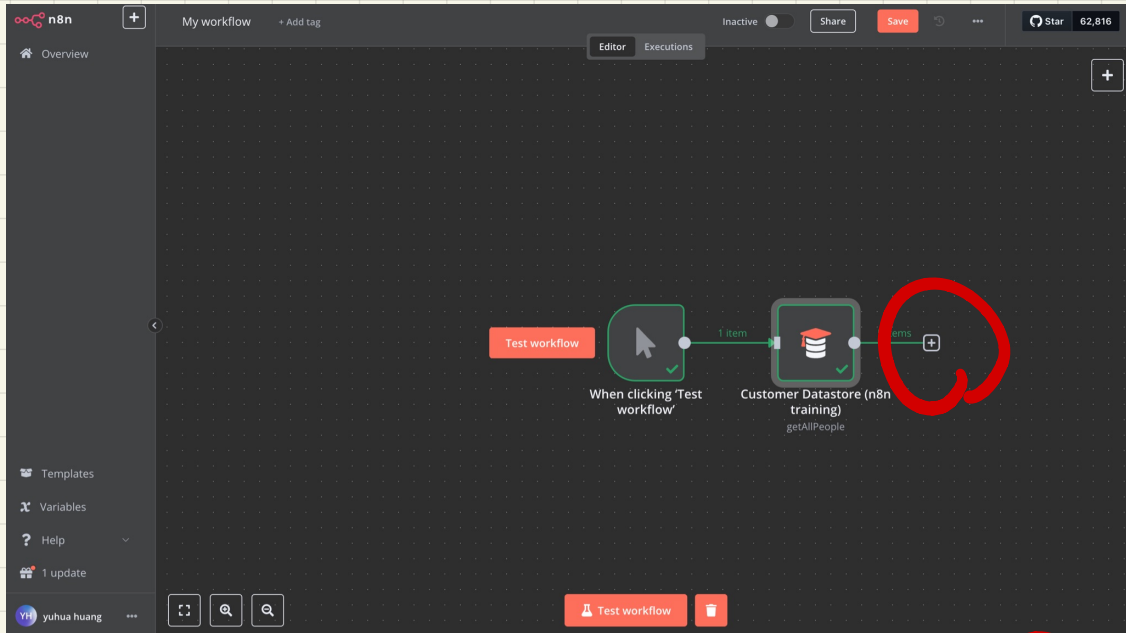 n8n
My workflow
+ Add tag
Inactive
Share
Save
Star 62,816
Overview
Editor
Executions
Test workflow
1 item
When clicking ‘Test
workflow’
Customer Datastore (n8n
training)
getAllPeople
Templates
Variables
Help
1 update
YH yuhua huang
Test workflow